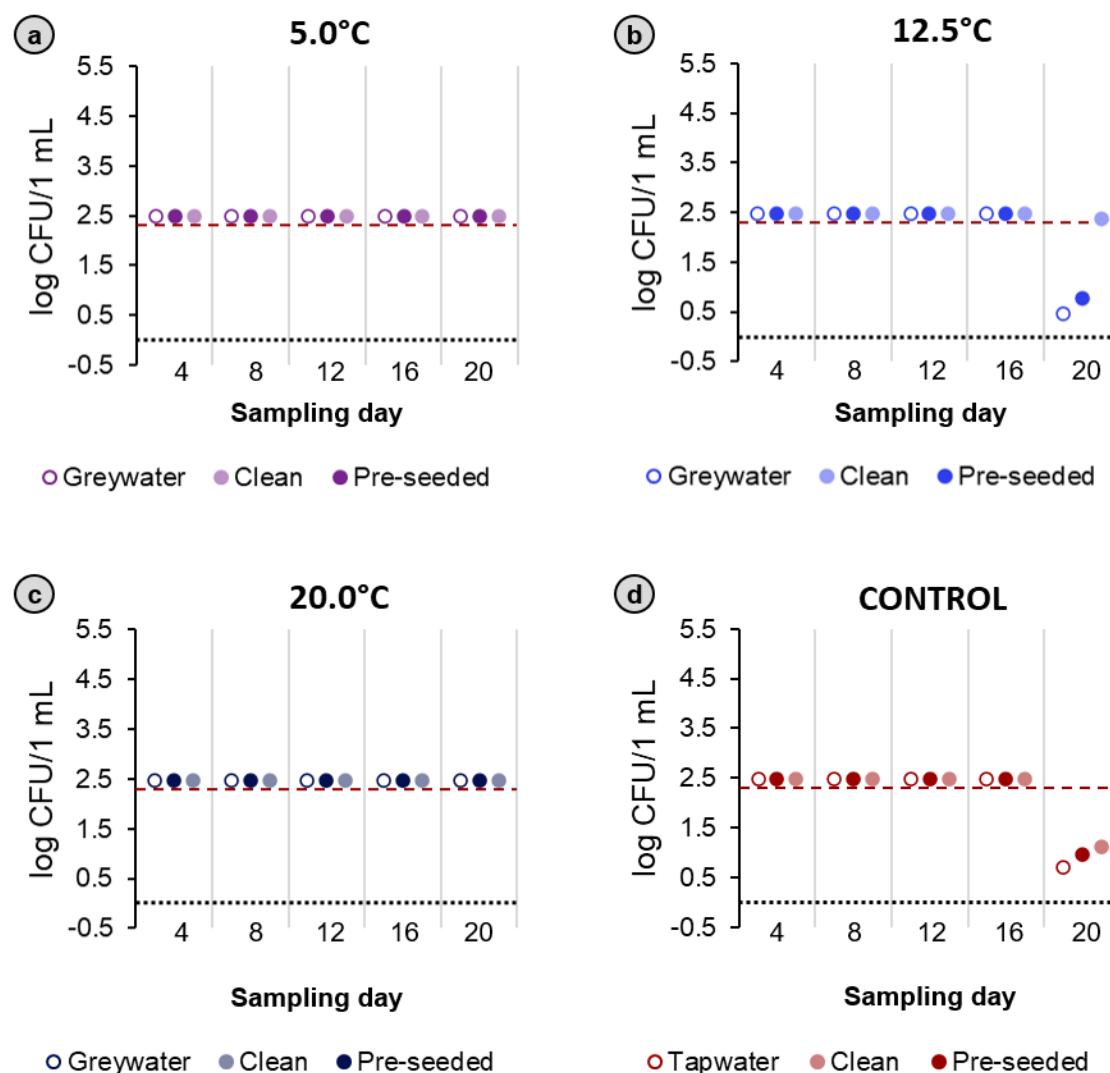 a
5.0°C
log CFU/1 mL
5.5
4.5
3.5
2.5
1.5
0.5
-0.5
4 8 12 16 20
Sampling day
Greywater Clean Pre-seeded
b
12.5°C
log CFU/1 mL
5.5
4.5
3.5
2.5
1.5
0.5
-0.5
4 8 12 16 20
Sampling day
Greywater Clean Pre-seeded
c
20.0°C
log CFU/1 mL
5.5
4.5
3.5
2.5
1.5
0.5
-0.5
4 8 12 16 20
Sampling day
Greywater Clean Pre-seeded
d
CONTROL
log CFU/1 mL
5.5
4.5
3.5
2.5
1.5
0.5
-0.5
4 8 12 16 20
Sampling day
Tapwater Clean Pre-seeded